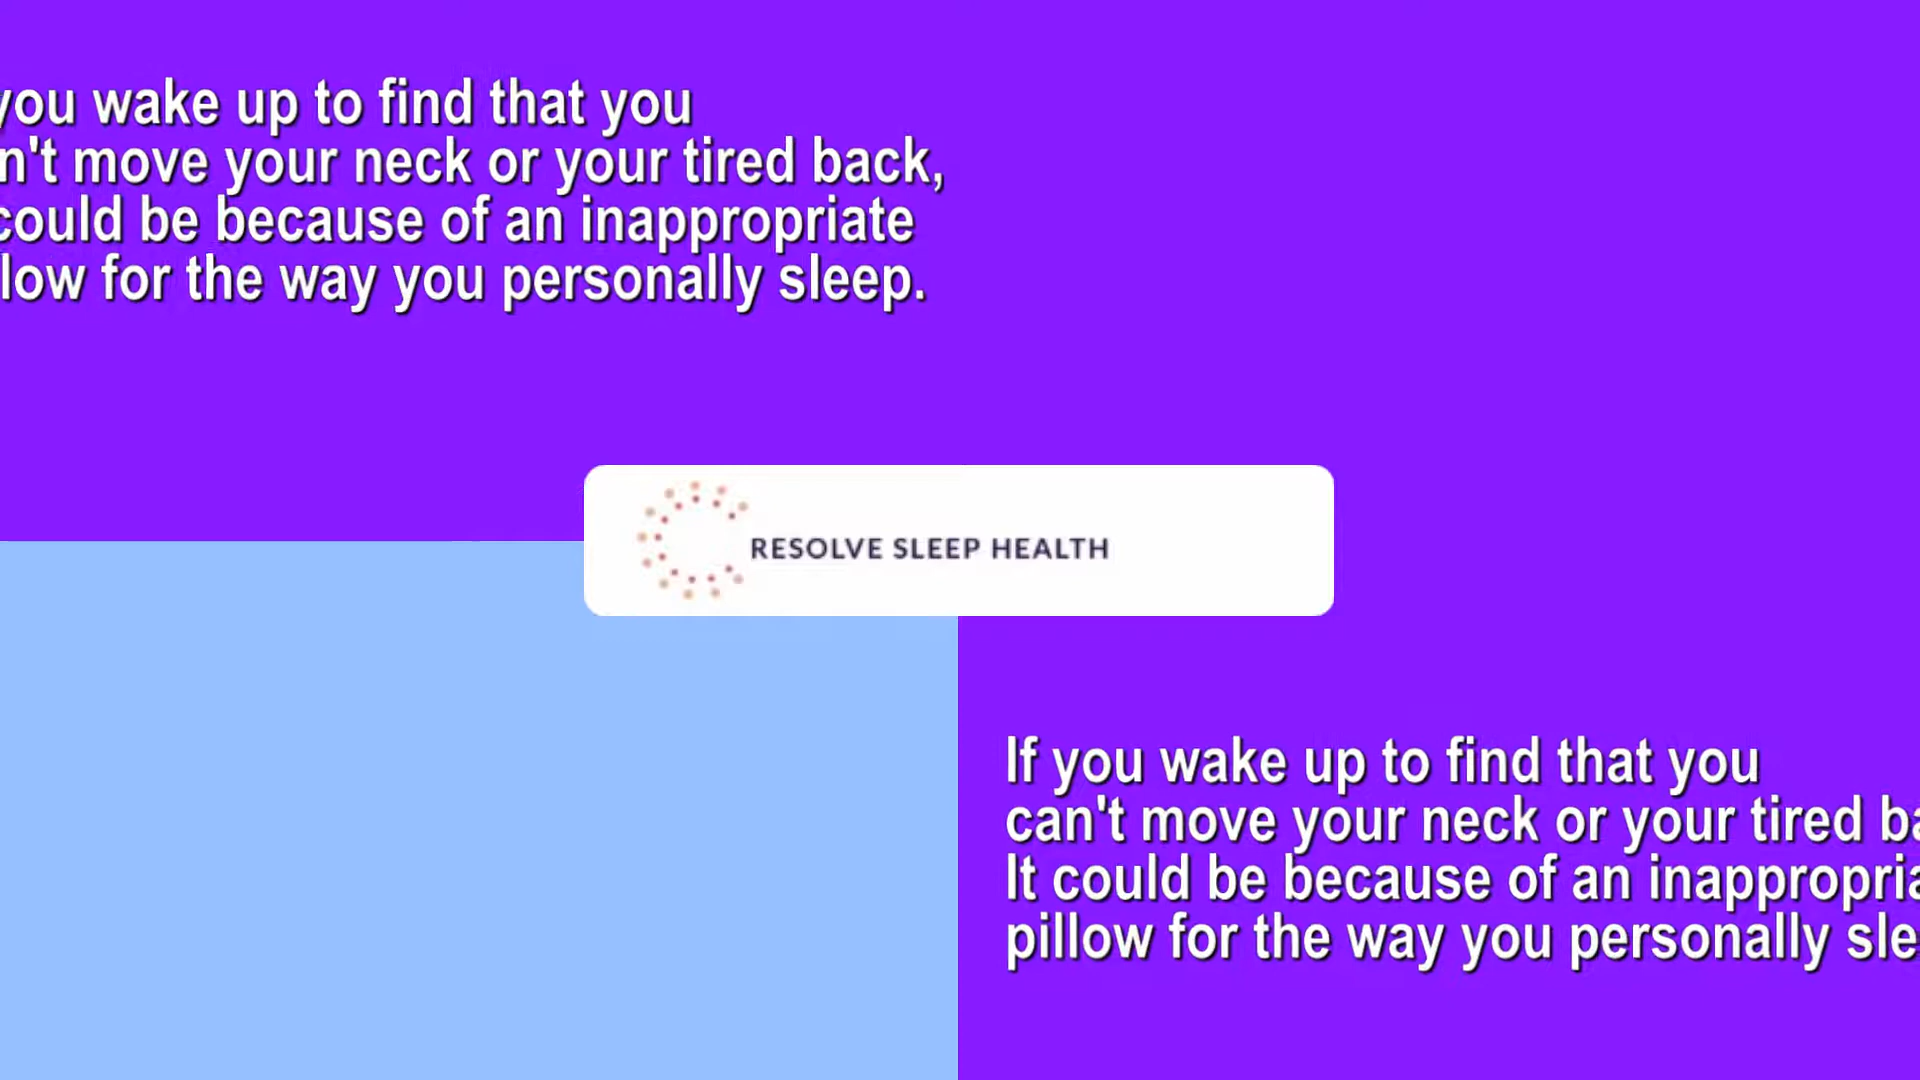 you wake up to find that you
n't move your neck or your tired back,
could be because of an inappropriate
low for the way you personally sleep.
RESOLVE SLEEP HEALTH
If you wake up to find that you
can't move your neck or your tired ba
It could be because of an inappropria
pillow for the way you personally sle